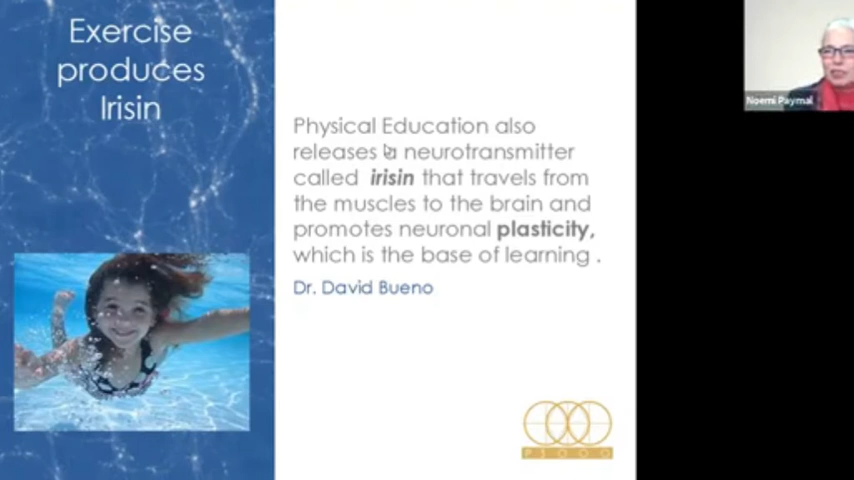 Exercise
produces
Irisin
Physical Education also
releases a neurotransmitter
called irisin that travels from
the muscles to the brain and
promotes neuronal plasticity,
which is the base of learning .
Dr. David Bueno
P3000
Noemi Paymal